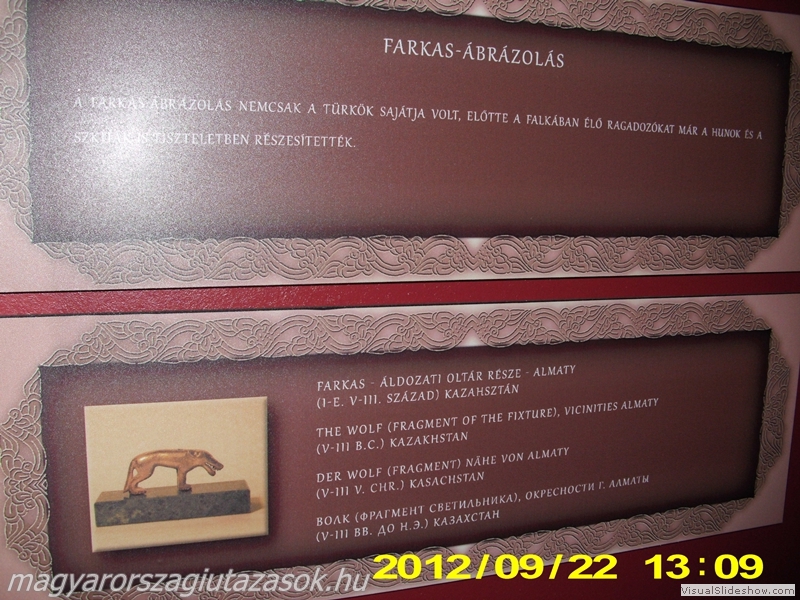 FARKAS-ÁBRÁZOLÁS
A FARKAS-ÁBRÁZOLÁS NEMCSAK A TÜRKÖK SAJÁTJA VOLT, ELŐTTE A FALKÁBAN ÉLŐ RAGADOZÓKAT MÁR A HUNOK ÉS A
SZKÍTÁK IS TISZTELETBEN RÉSZESÍTETTÉK.
FARKAS - ÁLDOZATI OLTÁR RÉSZE - ALMATY
(I-E. V-III. SZÁZAD) KAZAHSZTÁN
THE WOLF (FRAGMENT OF THE FIXTURE), VICINITIES ALMATY
(V-III B.C.) KAZAKHSTAN
DER WOLF (FRAGMENT) NÄHE VON ALMATY
(V-III V. CHR.) KASACHSTAN
ВОЛК (ФРАГМЕНТ СВЕТИЛЬНИКА), ОКРЕСНОСТИ Г. АЛМАТЫ
(V-III ВВ. ДО Н.Э.) КАЗАХСТАН
magyarorszagiutazasok.hu
2012/09/22 13:09
VisualSlideshow.com